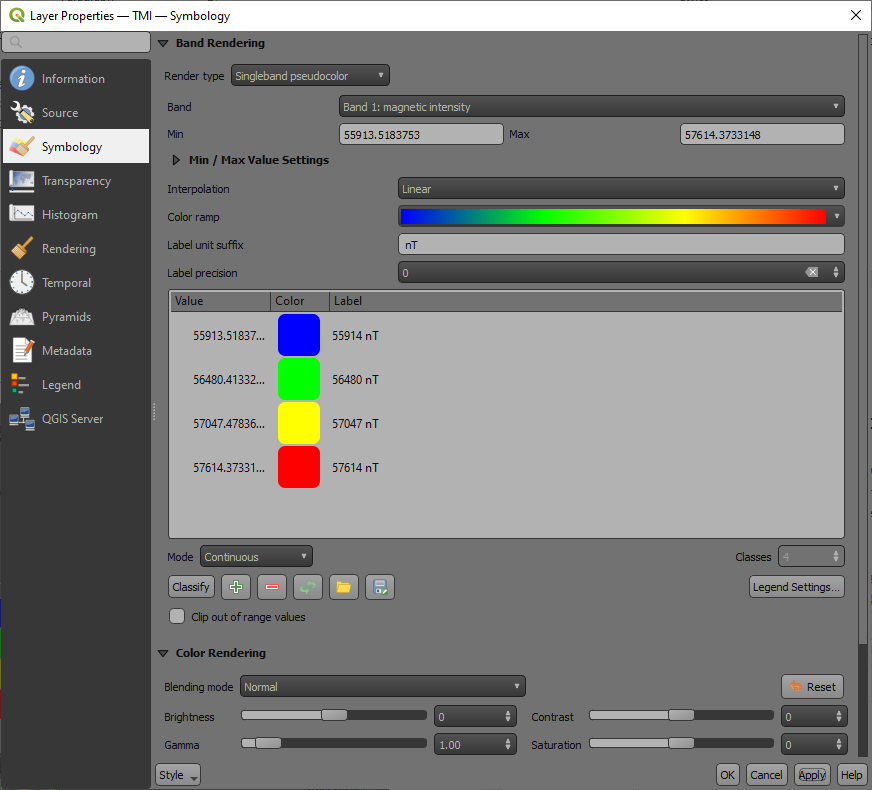 Layer Properties — TMI — Symbology
Information
Source
Symbology
Transparency
Histogram
Rendering
Temporal
Pyramids
Metadata
Legend
QGIS Server
Band Rendering
Render type Singleband pseudocolor
Band Band 1: magnetic intensity
Min 55913.5183753 Max 57614.3733148
Min / Max Value Settings
Interpolation Linear
Color ramp
Label unit suffix nT
Label precision 0
Value Color Label
55913.51837... 55914 nT
56480.41332... 56480 nT
57047.47836... 57047 nT
57614.37331... 57614 nT
Mode Continuous Classes 4
Classify Legend Settings...
Clip out of range values
Color Rendering
Blending mode Normal Reset
Brightness 0 Contrast 0
Gamma 1.00 Saturation 0
Style OK Cancel Apply Help